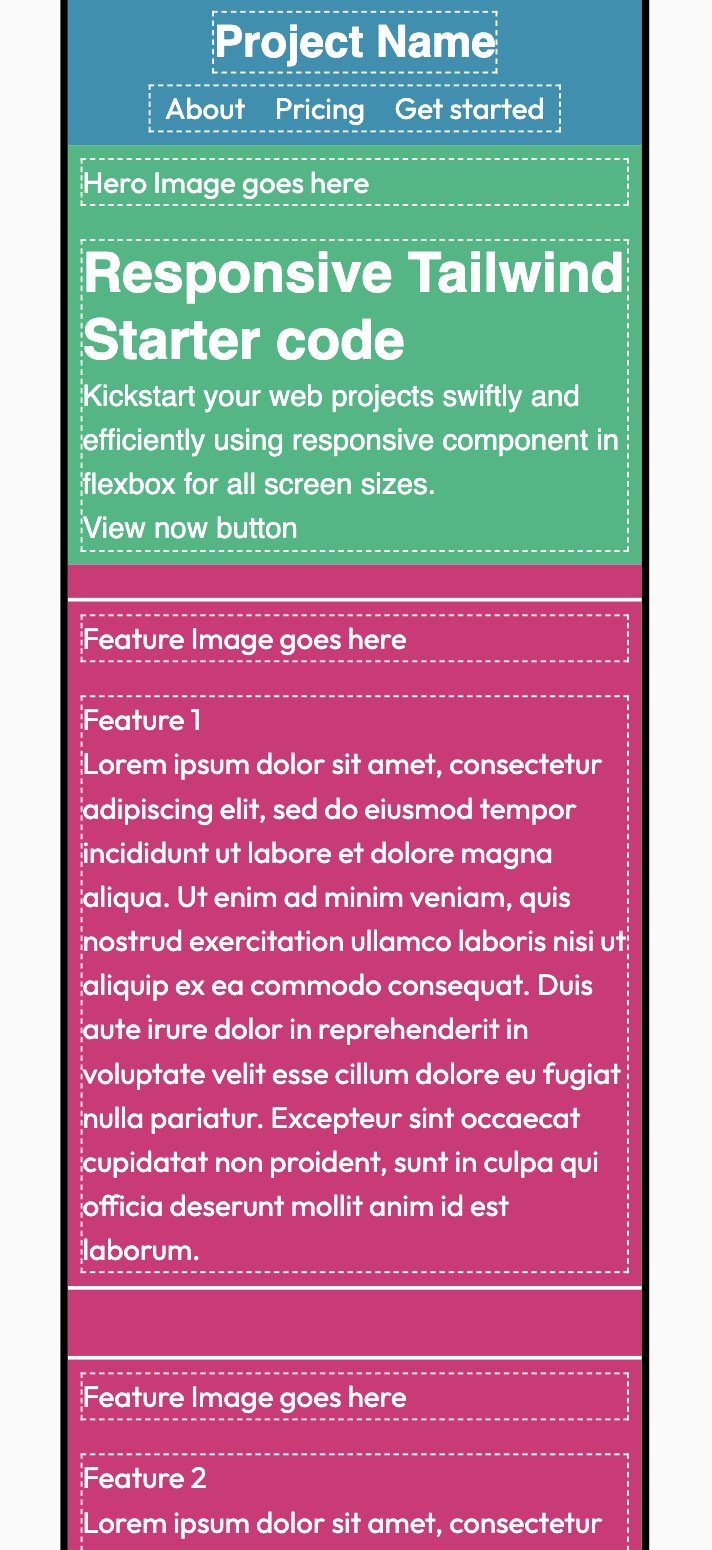 Project Name
About Pricing Get started
Hero Image goes here
Responsive Tailwind
Starter code
Kickstart your web projects swiftly and
efficiently using responsive component in
flexbox for all screen sizes.
View now button
Feature Image goes here
Feature 1
Lorem ipsum dolor sit amet, consectetur
adipiscing elit, sed do eiusmod tempor
incididunt ut labore et dolore magna
aliqua. Ut enim ad minim veniam, quis
nostrud exercitation ullamco laboris nisi ut
aliquip ex ea commodo consequat. Duis
aute irure dolor in reprehenderit in
voluptate velit esse cillum dolore eu fugiat
nulla pariatur. Excepteur sint occaecat
cupidatat non proident, sunt in culpa qui
officia deserunt mollit anim id est
laborum.
Feature Image goes here
Feature 2
Lorem ipsum dolor sit amet, consectetur